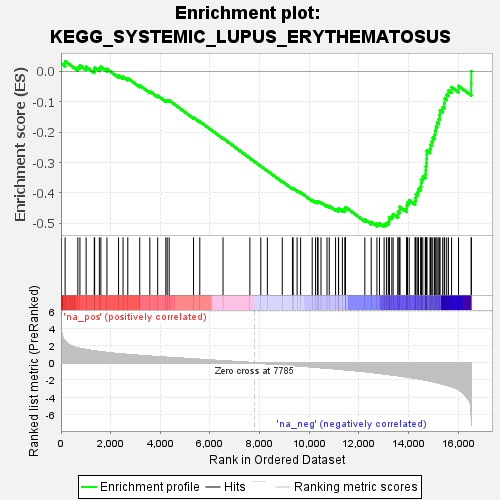 Enrichment plot:
KEGG_SYSTEMIC_LUPUS_ERYTHEMATOSUS
Enrichment score (ES)
0.0
-0.1
-0.2
-0.3
-0.4
-0.5
Ranked list metric (PreRanked)
6
4
2
0
-2
-4
-6
'na_pos' (positively correlated)
Zero cross at 7785
'na_neg' (negatively correlated)
0
2,000
4,000
6,000
8,000
10,000
12,000
14,000
16,000
Rank in Ordered Dataset
Enrichment profile
Hits
Ranking metric scores